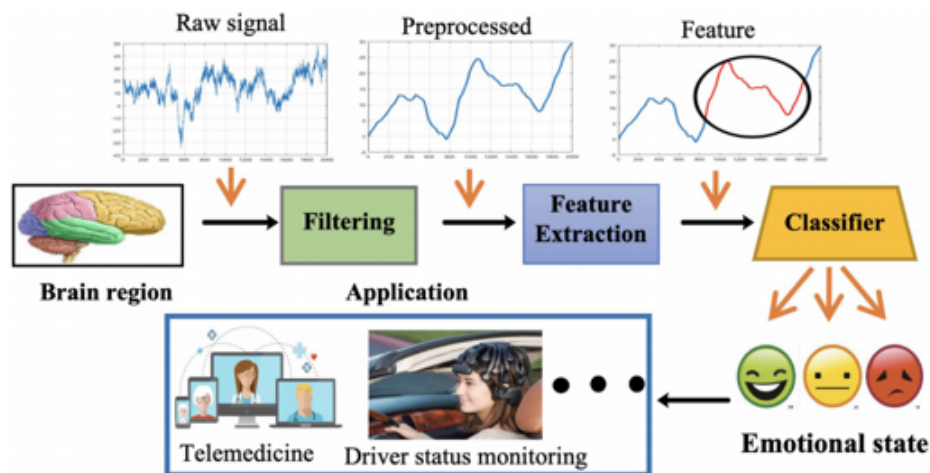 Raw signal
Preprocessed
Feature
Filtering
Feature
Extraction
Classifier
Brain region
Application
Telemedicine
Driver status monitoring
Emotional state